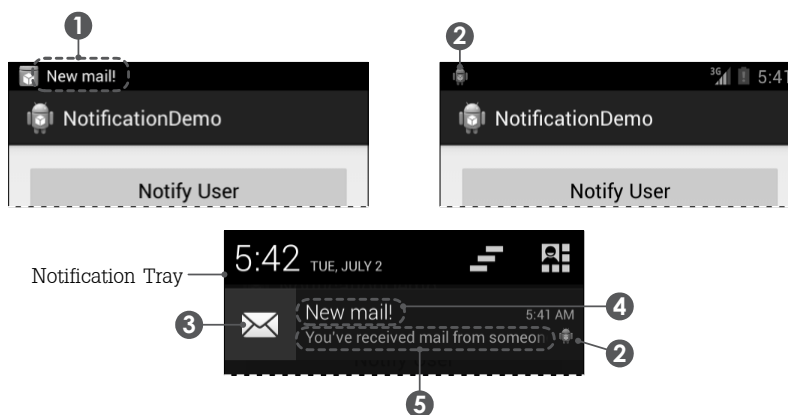 1
2
New mail!
3G 5:41
NotificationDemo
NotificationDemo
Notify User
Notify User
Notification Tray
5:42 TUE, JULY 2
3
New mail!
5:41 AM
4
You've received mail from someon
2
5